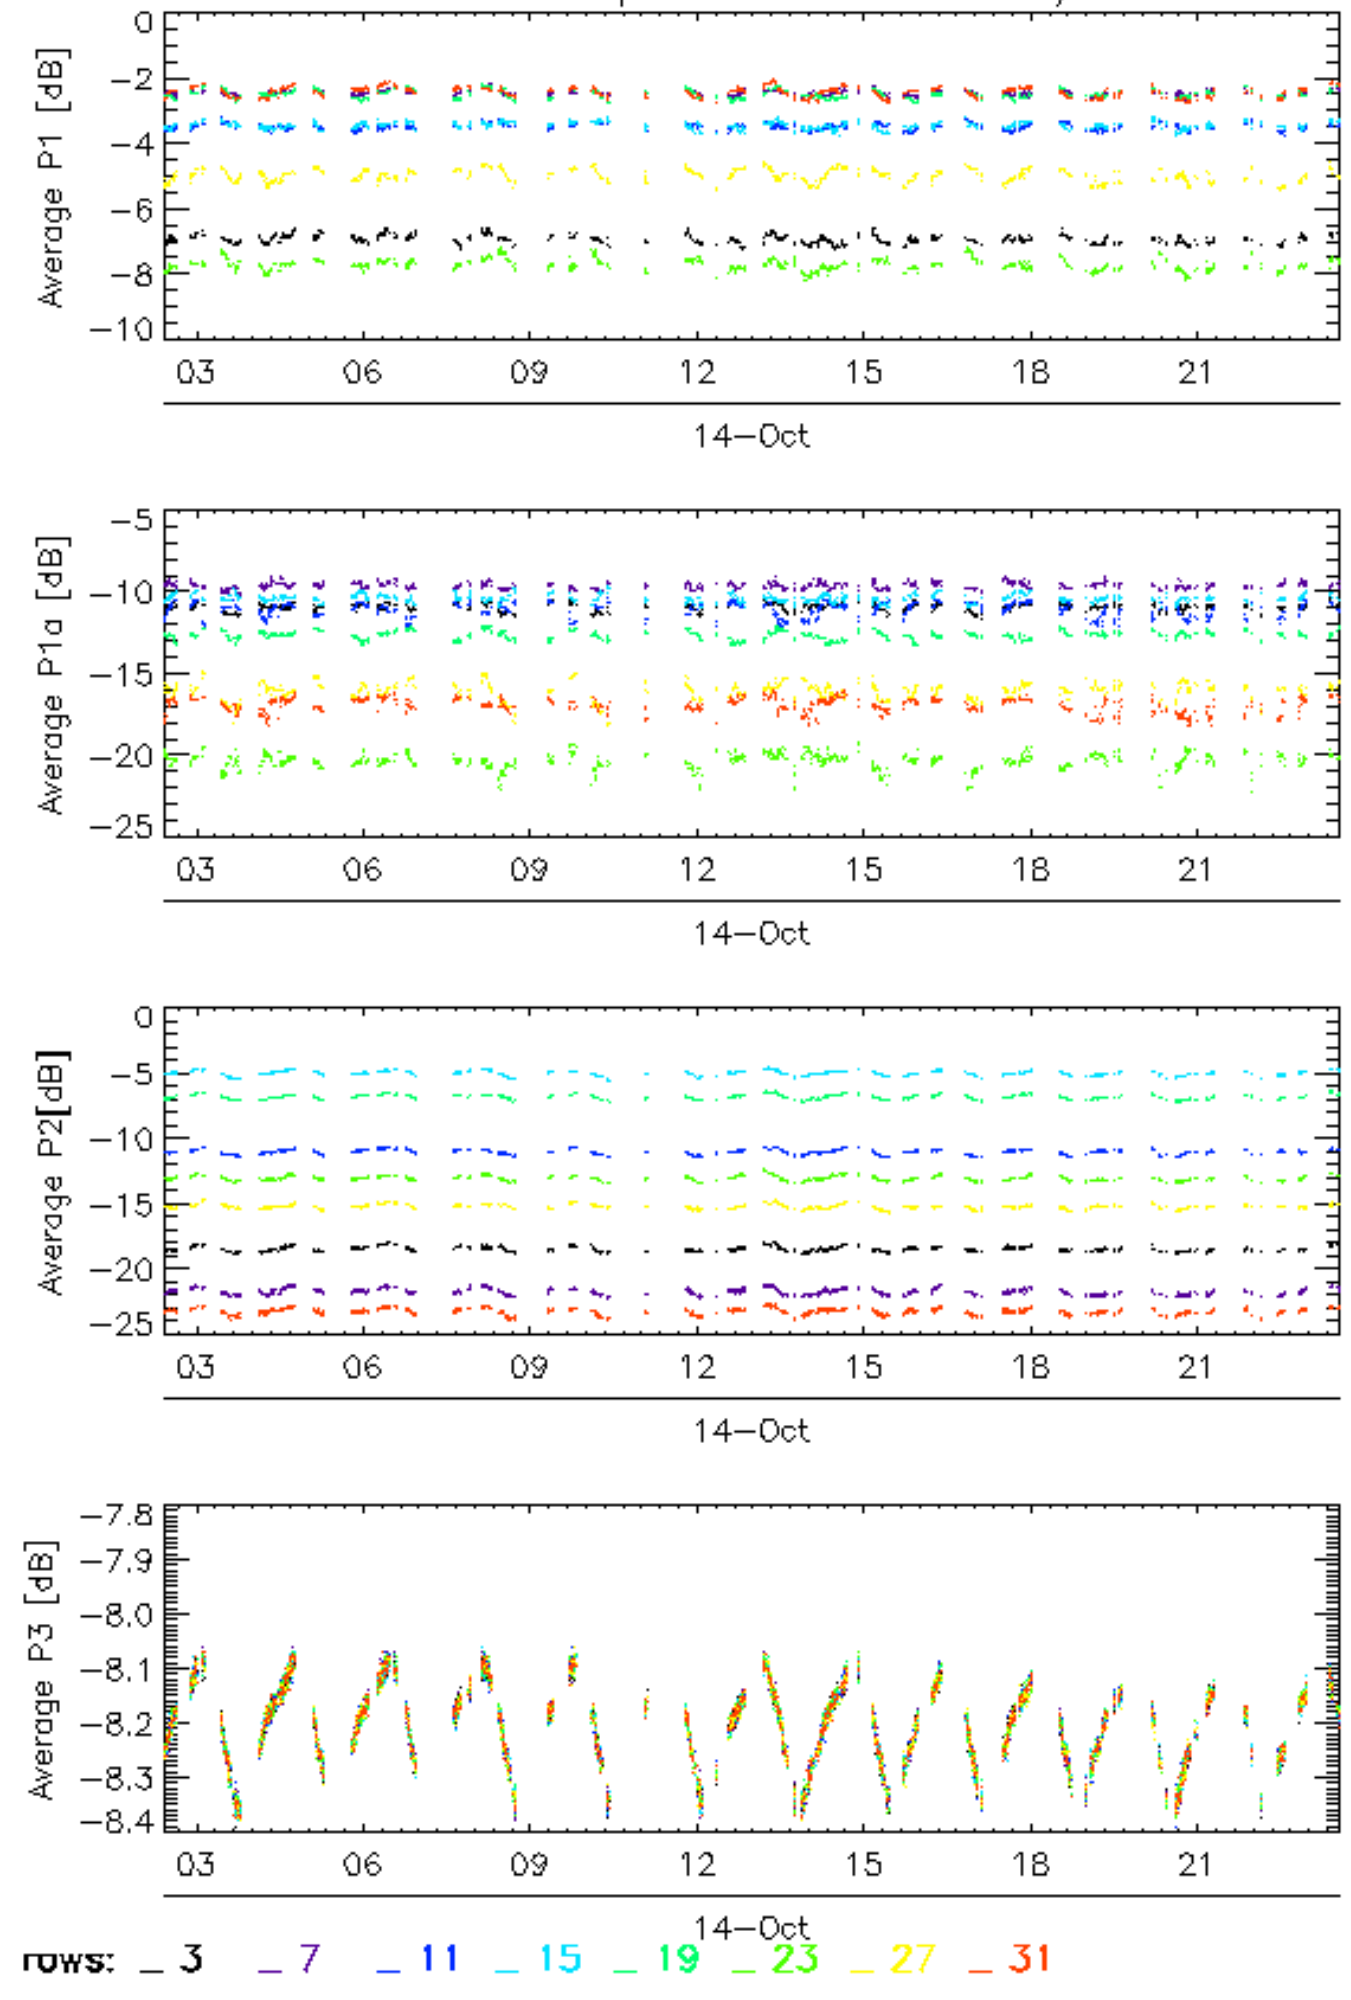 0
−2
−4
−6
−8
−10
Average P1 [dB]
03 06 09 12 15 18 21
14−Oct
−5
−10
−15
−20
−25
Average P1a [dB]
03 06 09 12 15 18 21
14−Oct
0
−5
−10
−15
−20
−25
Average P2[dB]
03 06 09 12 15 18 21
14−Oct
−7.8
−7.9
−8.0
−8.1
−8.2
−8.3
−8.4
Average P3 [dB]
03 06 09 12 15 18 21
14−Oct
rows: _ 3 _ 7 _ 11 _ 15 _ 19 _ 23 _ 27 _ 31